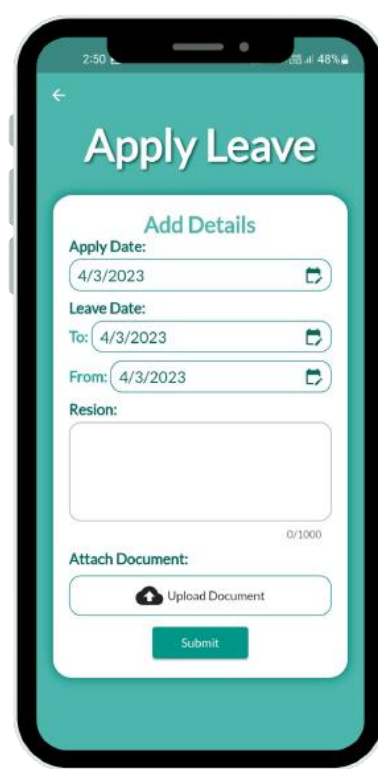 2:50
48%
Apply Leave
Add Details
Apply Date:
4/3/2023
Leave Date:
To: 4/3/2023
From: 4/3/2023
Resion:
0/1000
Attach Document:
Upload Document
Submit